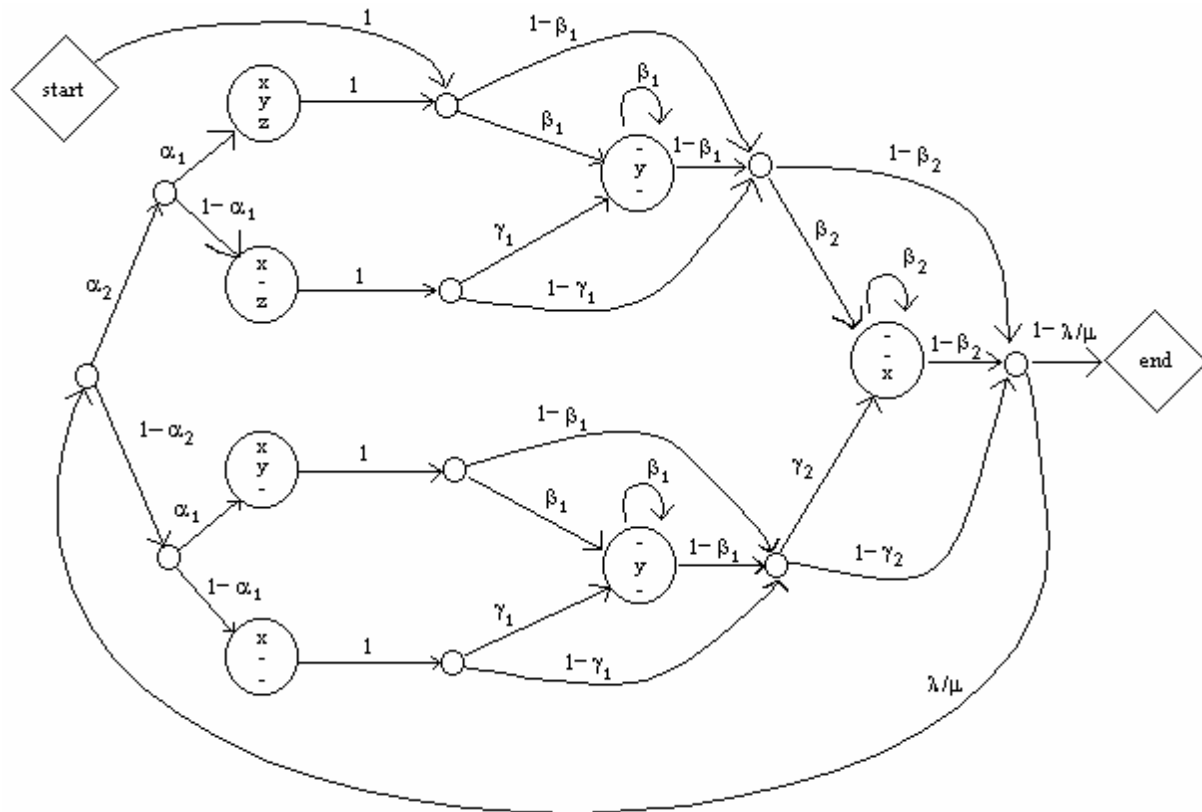 1
1-β₁
start
x
y
z
1
β₁
β₁
α₁
1-β₁
-
y
-
1-β₂
1-α₁
γ₁
β₂
x
-
z
1
β₂
α₂
1-γ₁
-
-
x
1-β₂
1-λ/μ
end
1-α₂
x
y
-
1
1-β₁
γ₂
β₁
β₁
α₁
-
y
-
1-β₁
1-γ₂
1-α₁
γ₁
x
-
-
1
1-γ₁
λ/μ